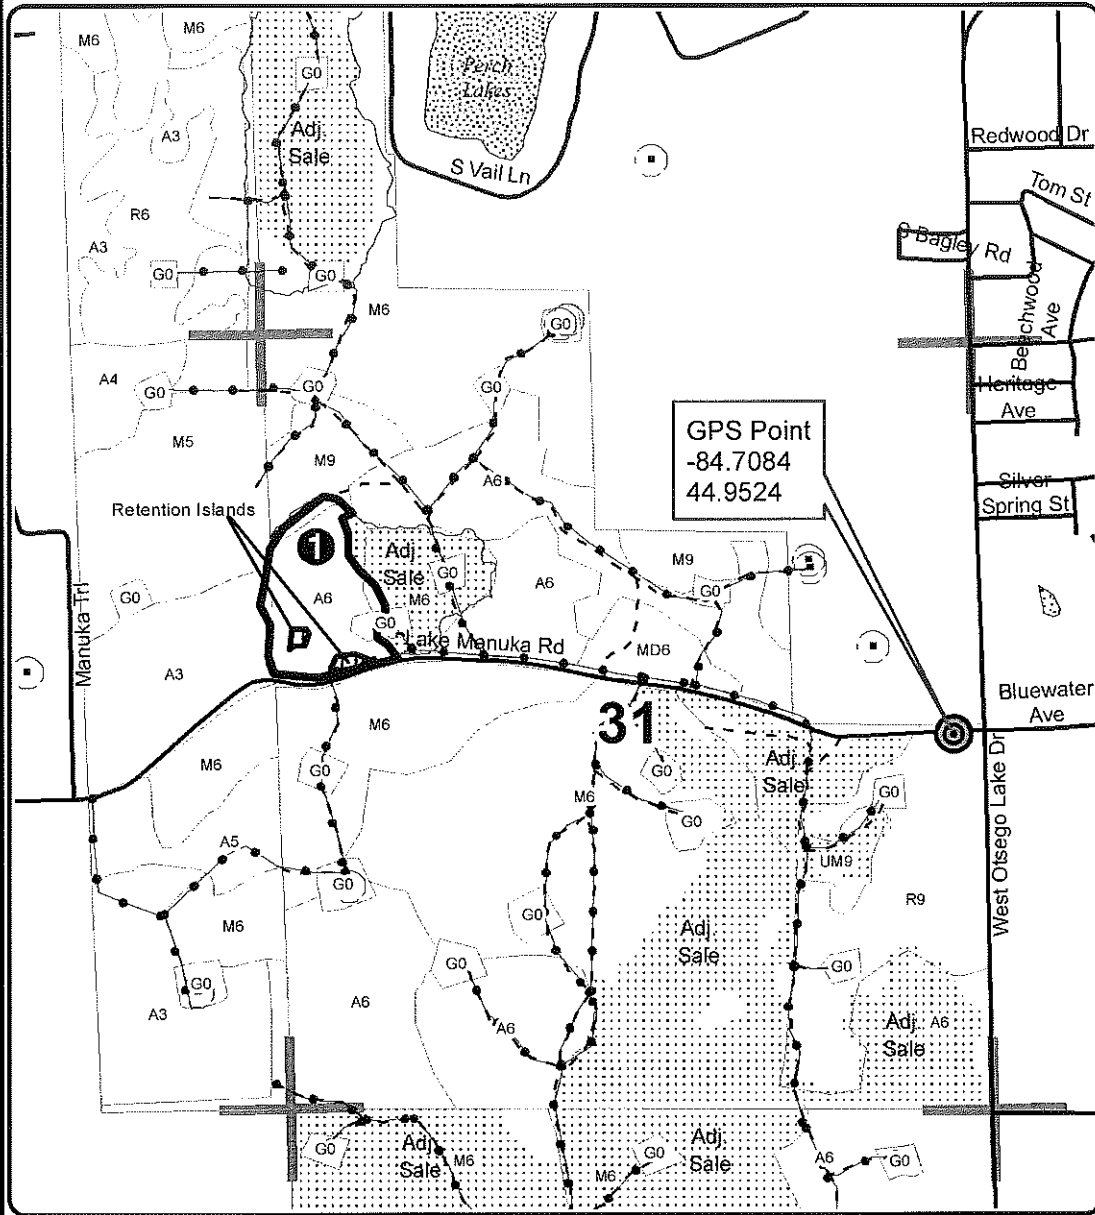 M6
M6
G0
Perch
Lakes
Adj.
Sale
A3
Redwood Dr
S Vail Ln
Tom St
R6
A3
S Bagley Rd
G0
G0
M6
Beechwood
Ave
G0
A4
G0
G0
G0
Heritage
Ave
GPS Point
-84.7084
44.9524
M5
M9
A6
Silver
Spring St
Retention Islands
1
Adj.
Sale
M9
G0
A6
G0
G0
A6
M6
G0
Manuka Trl
Lake Manuka Rd
MD6
A3
Bluewater
Ave
M6
31
West Otsego Lake Dr
M6
G0
G0
Adj.
Sale
M6
G0
G0
A5
UM9
G0
R9
M6
G0
Adj.
Sale
G0
G0
G0
A3
A6
A6
Adj.
Sale
A6
G0
Adj.
Sale
M6
M6
G0
Adj.
Sale
A6
G0